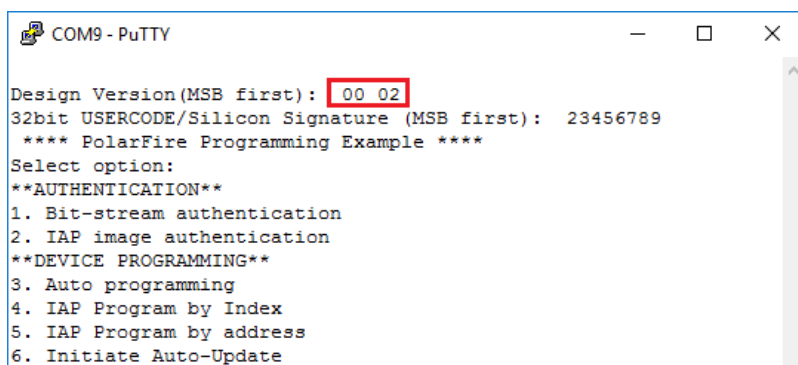 COM9 - PuTTY
Design Version(MSB first): 00 02
32bit USERCODE/Silicon Signature (MSB first): 23456789
**** PolarFire Programming Example ****
Select option:
**AUTHENTICATION**
1. Bit-stream authentication
2. IAP image authentication
**DEVICE PROGRAMMING**
3. Auto programming
4. IAP Program by Index
5. IAP Program by address
6. Initiate Auto-Update